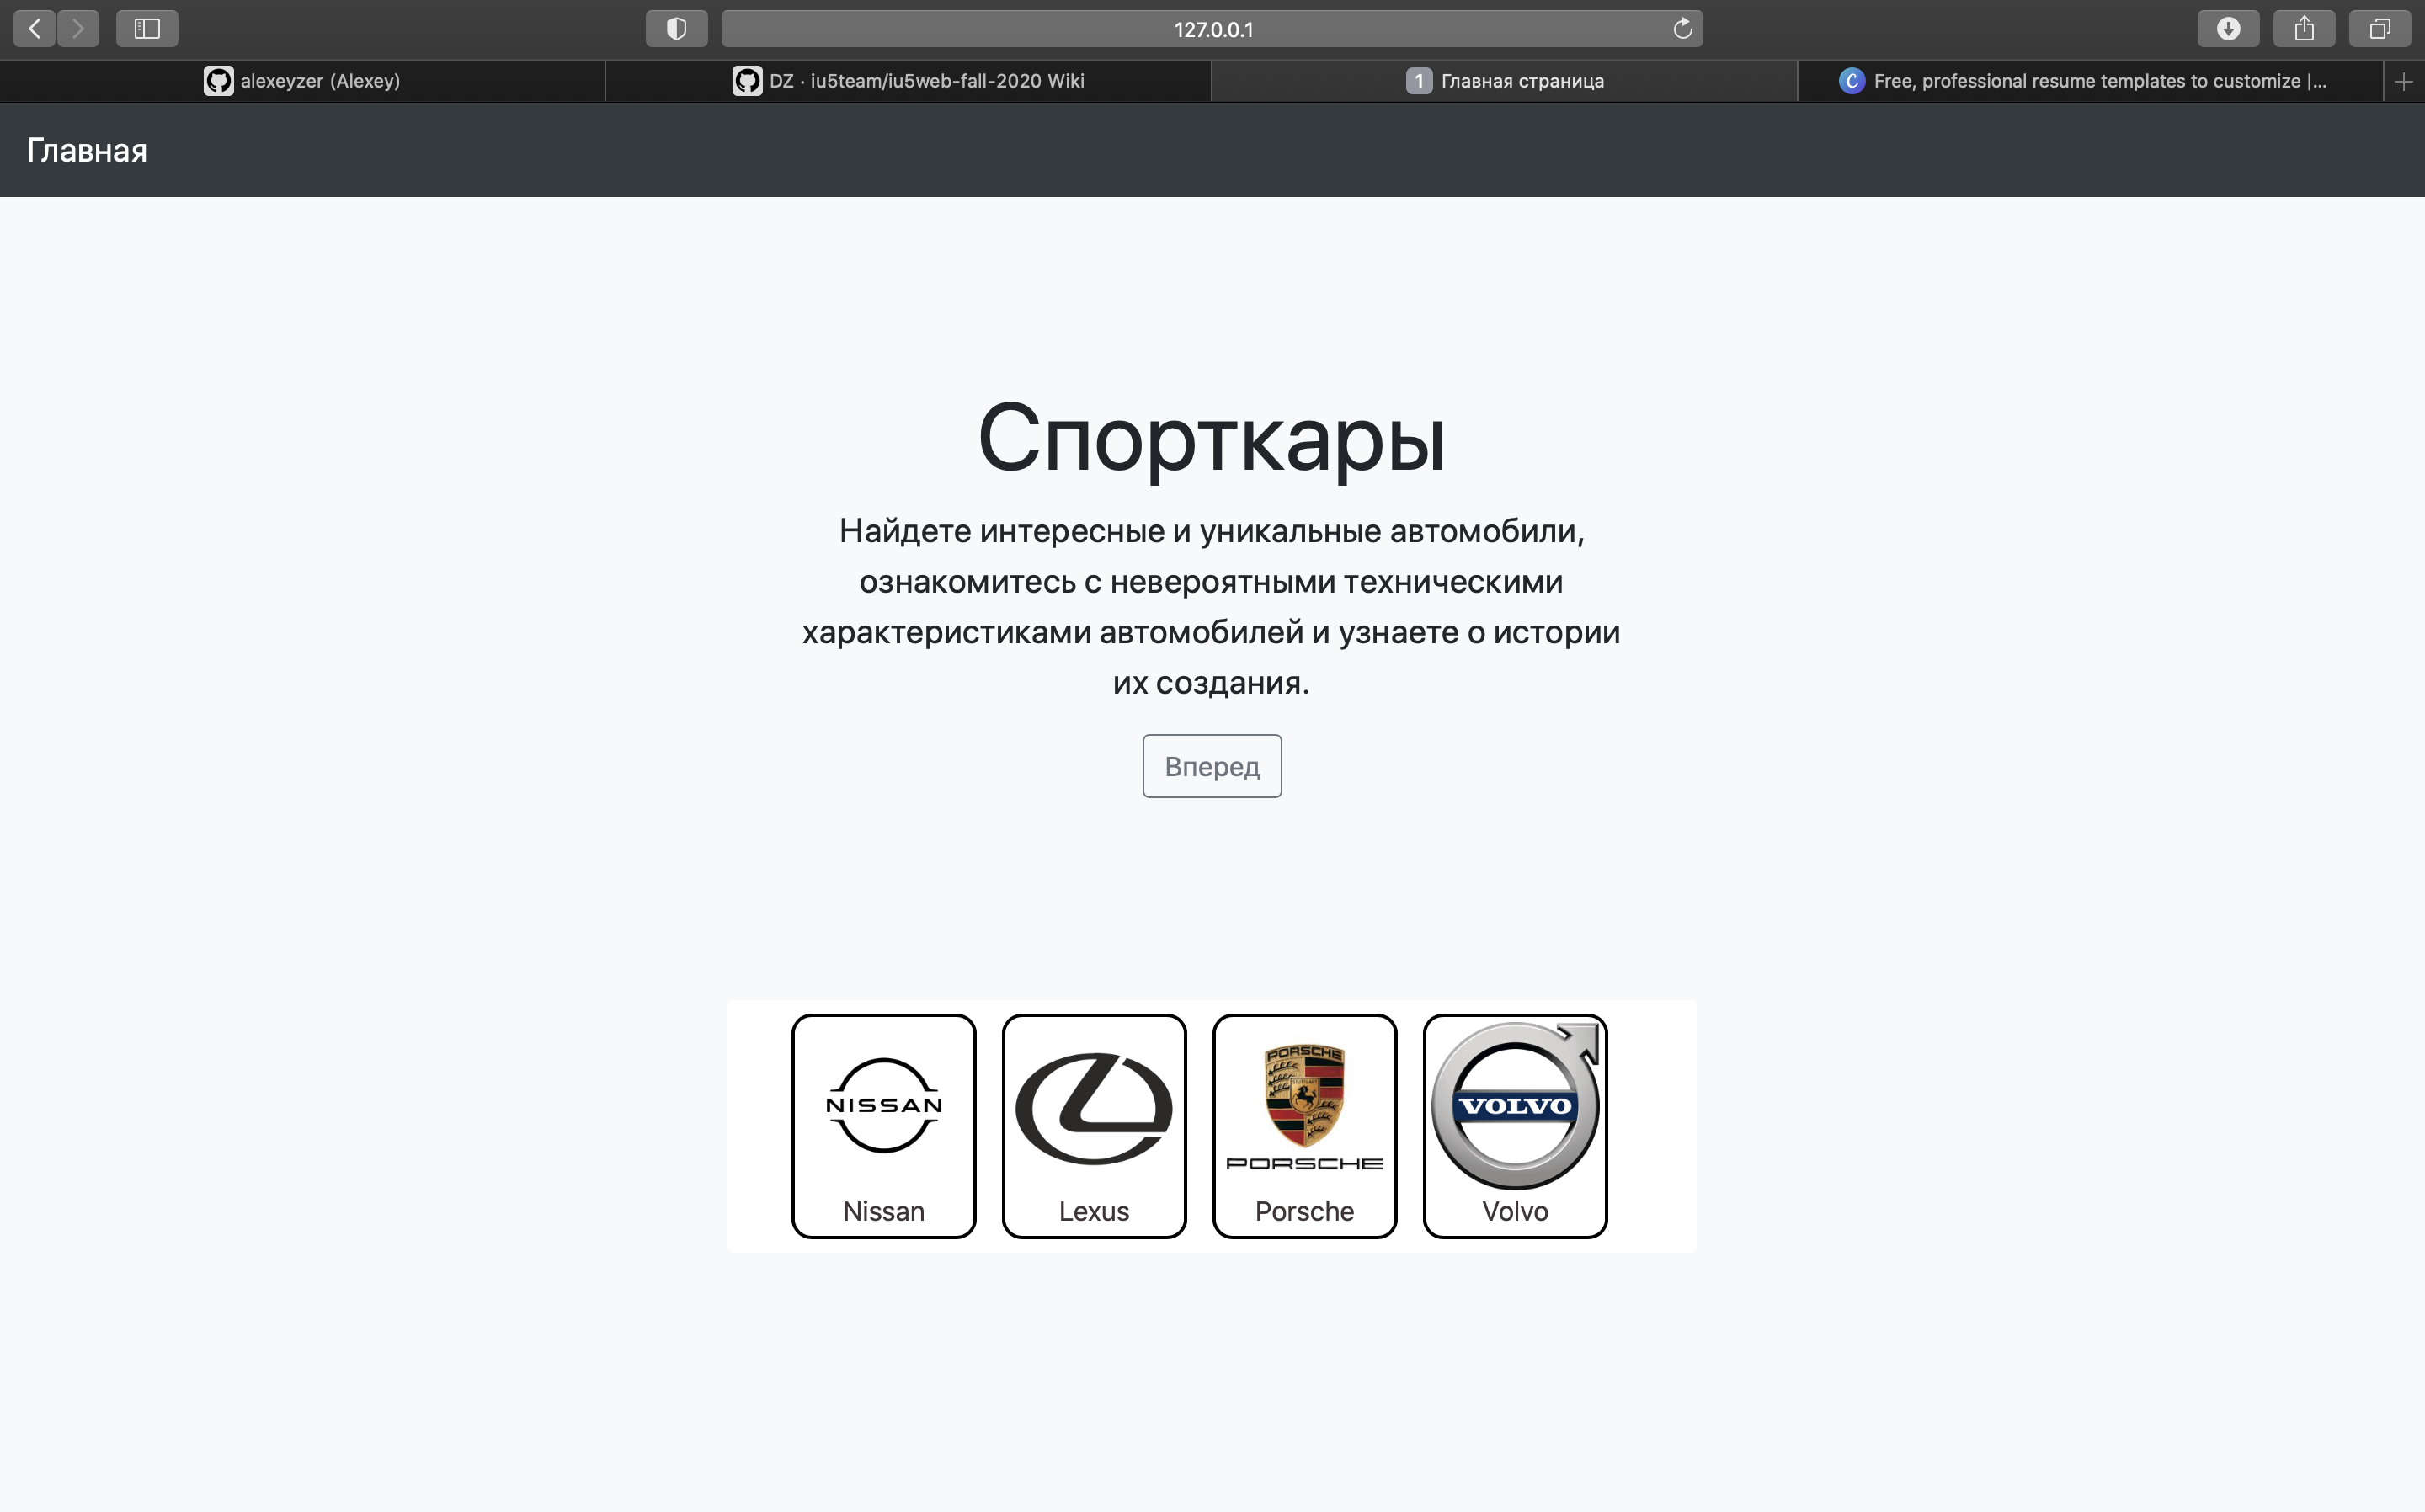 127.0.0.1
alexeyzer (Alexey)
DZ · iu5team/iu5web-fall-2020 Wiki
1 Главная страница
C Free, professional resume templates to customize |...
Главная
Спорткары
Найдете интересные и уникальные автомобили,
ознакомитесь с невероятными техническими
характеристиками автомобилей и узнаете о истории
их создания.
Вперед
NISSAN
Nissan
Lexus
PORSCHE
STUTTGART
PORSCHE
Porsche
VOLVO
Volvo